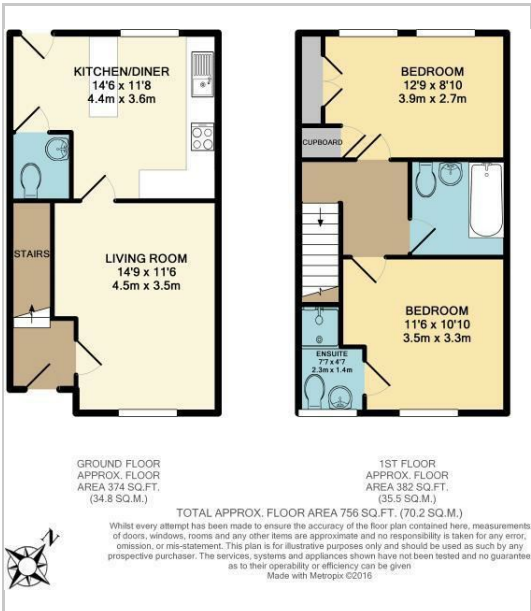 KITCHEN/DINER
14'6 x 11'8
4.4m x 3.6m
STAIRS
LIVING ROOM
14'9 x 11'6
4.5m x 3.5m
BEDROOM
12'9 x 8'10
3.9m x 2.7m
CUPBOARD
BEDROOM
11'6 x 10'10
3.5m x 3.3m
ENSUITE
7'7 x 4'7
2.3m x 1.4m
GROUND FLOOR
APPROX. FLOOR
AREA 374 SQ.FT.
(34.8 SQ.M.)
1ST FLOOR
APPROX. FLOOR
AREA 382 SQ.FT.
(35.5 SQ.M.)
TOTAL APPROX. FLOOR AREA 756 SQ.FT. (70.2 SQ.M.)
Whilst every attempt has been made to ensure the accuracy of the floor plan contained here, measurements
of doors, windows, rooms and any other items are approximate and no responsibility is taken for any error,
omission, or mis-statement. This plan is for illustrative purposes only and should be used as such by any
prospective purchaser. The services, systems and appliances shown have not been tested and no guarantee
as to their operability or efficiency can be given
Made with Metropix ©2016
N